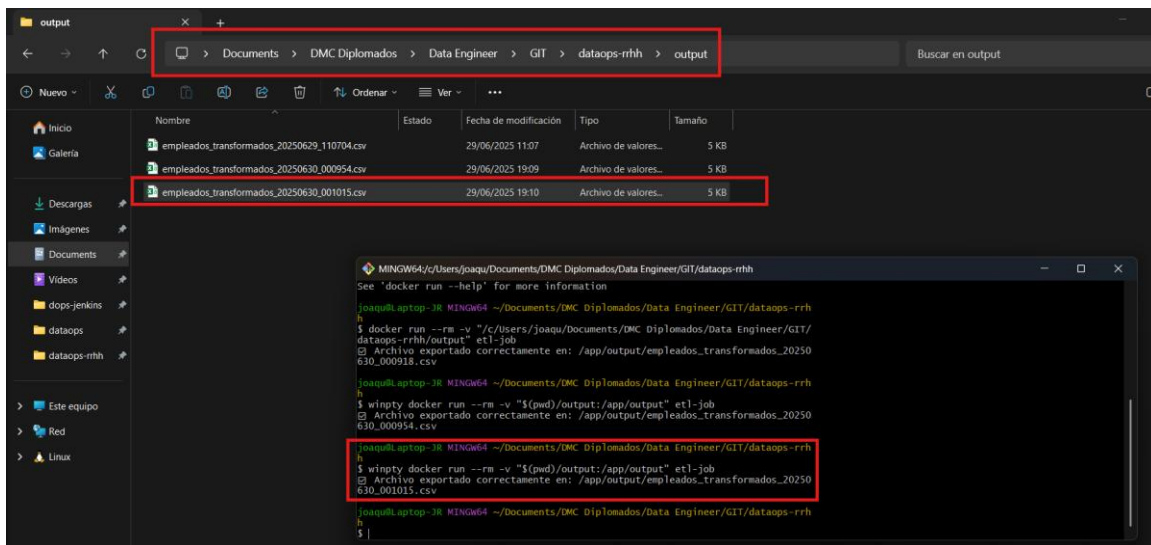 output
Documents > DMC Diplomados > Data Engineer > GIT > dataops-rrhh > output
Buscar en output
Nuevo
Ordenar
Ver
...
Inicio
Galería
Descargas
Imágenes
Documents
Vídeos
dops-jenkins
dataops
dataops-rrhh
Este equipo
Red
Linux
Nombre Estado Fecha de modificación Tipo Tamaño
empleados_transformados_20250629_110704.csv 29/06/2025 11:07 Archivo de valores... 5 KB
empleados_transformados_20250630_000954.csv 29/06/2025 19:09 Archivo de valores... 5 KB
empleados_transformados_20250630_001015.csv 29/06/2025 19:10 Archivo de valores... 5 KB
MINGW64:/c/Users/joaqu/Documents/DMC Diplomados/Data Engineer/GIT/dataops-rrhh
See 'docker run --help' for more information
joaqu@Laptop-JR MINGW64 ~/Documents/DMC Diplomados/Data Engineer/GIT/dataops-rrh
h
$ docker run --rm -v "/c/Users/joaqu/Documents/DMC Diplomados/Data Engineer/GIT/
dataops-rrhh/output" etl-job
☑ Archivo exportado correctamente en: /app/output/empleados_transformados_20250
630_000918.csv
joaqu@Laptop-JR MINGW64 ~/Documents/DMC Diplomados/Data Engineer/GIT/dataops-rrh
h
$ winpty docker run --rm -v "$(pwd)/output:/app/output" etl-job
☑ Archivo exportado correctamente en: /app/output/empleados_transformados_20250
630_000954.csv
joaqu@Laptop-JR MINGW64 ~/Documents/DMC Diplomados/Data Engineer/GIT/dataops-rrh
h
$ winpty docker run --rm -v "$(pwd)/output:/app/output" etl-job
☑ Archivo exportado correctamente en: /app/output/empleados_transformados_20250
630_001015.csv
joaqu@Laptop-JR MINGW64 ~/Documents/DMC Diplomados/Data Engineer/GIT/dataops-rrh
h
$